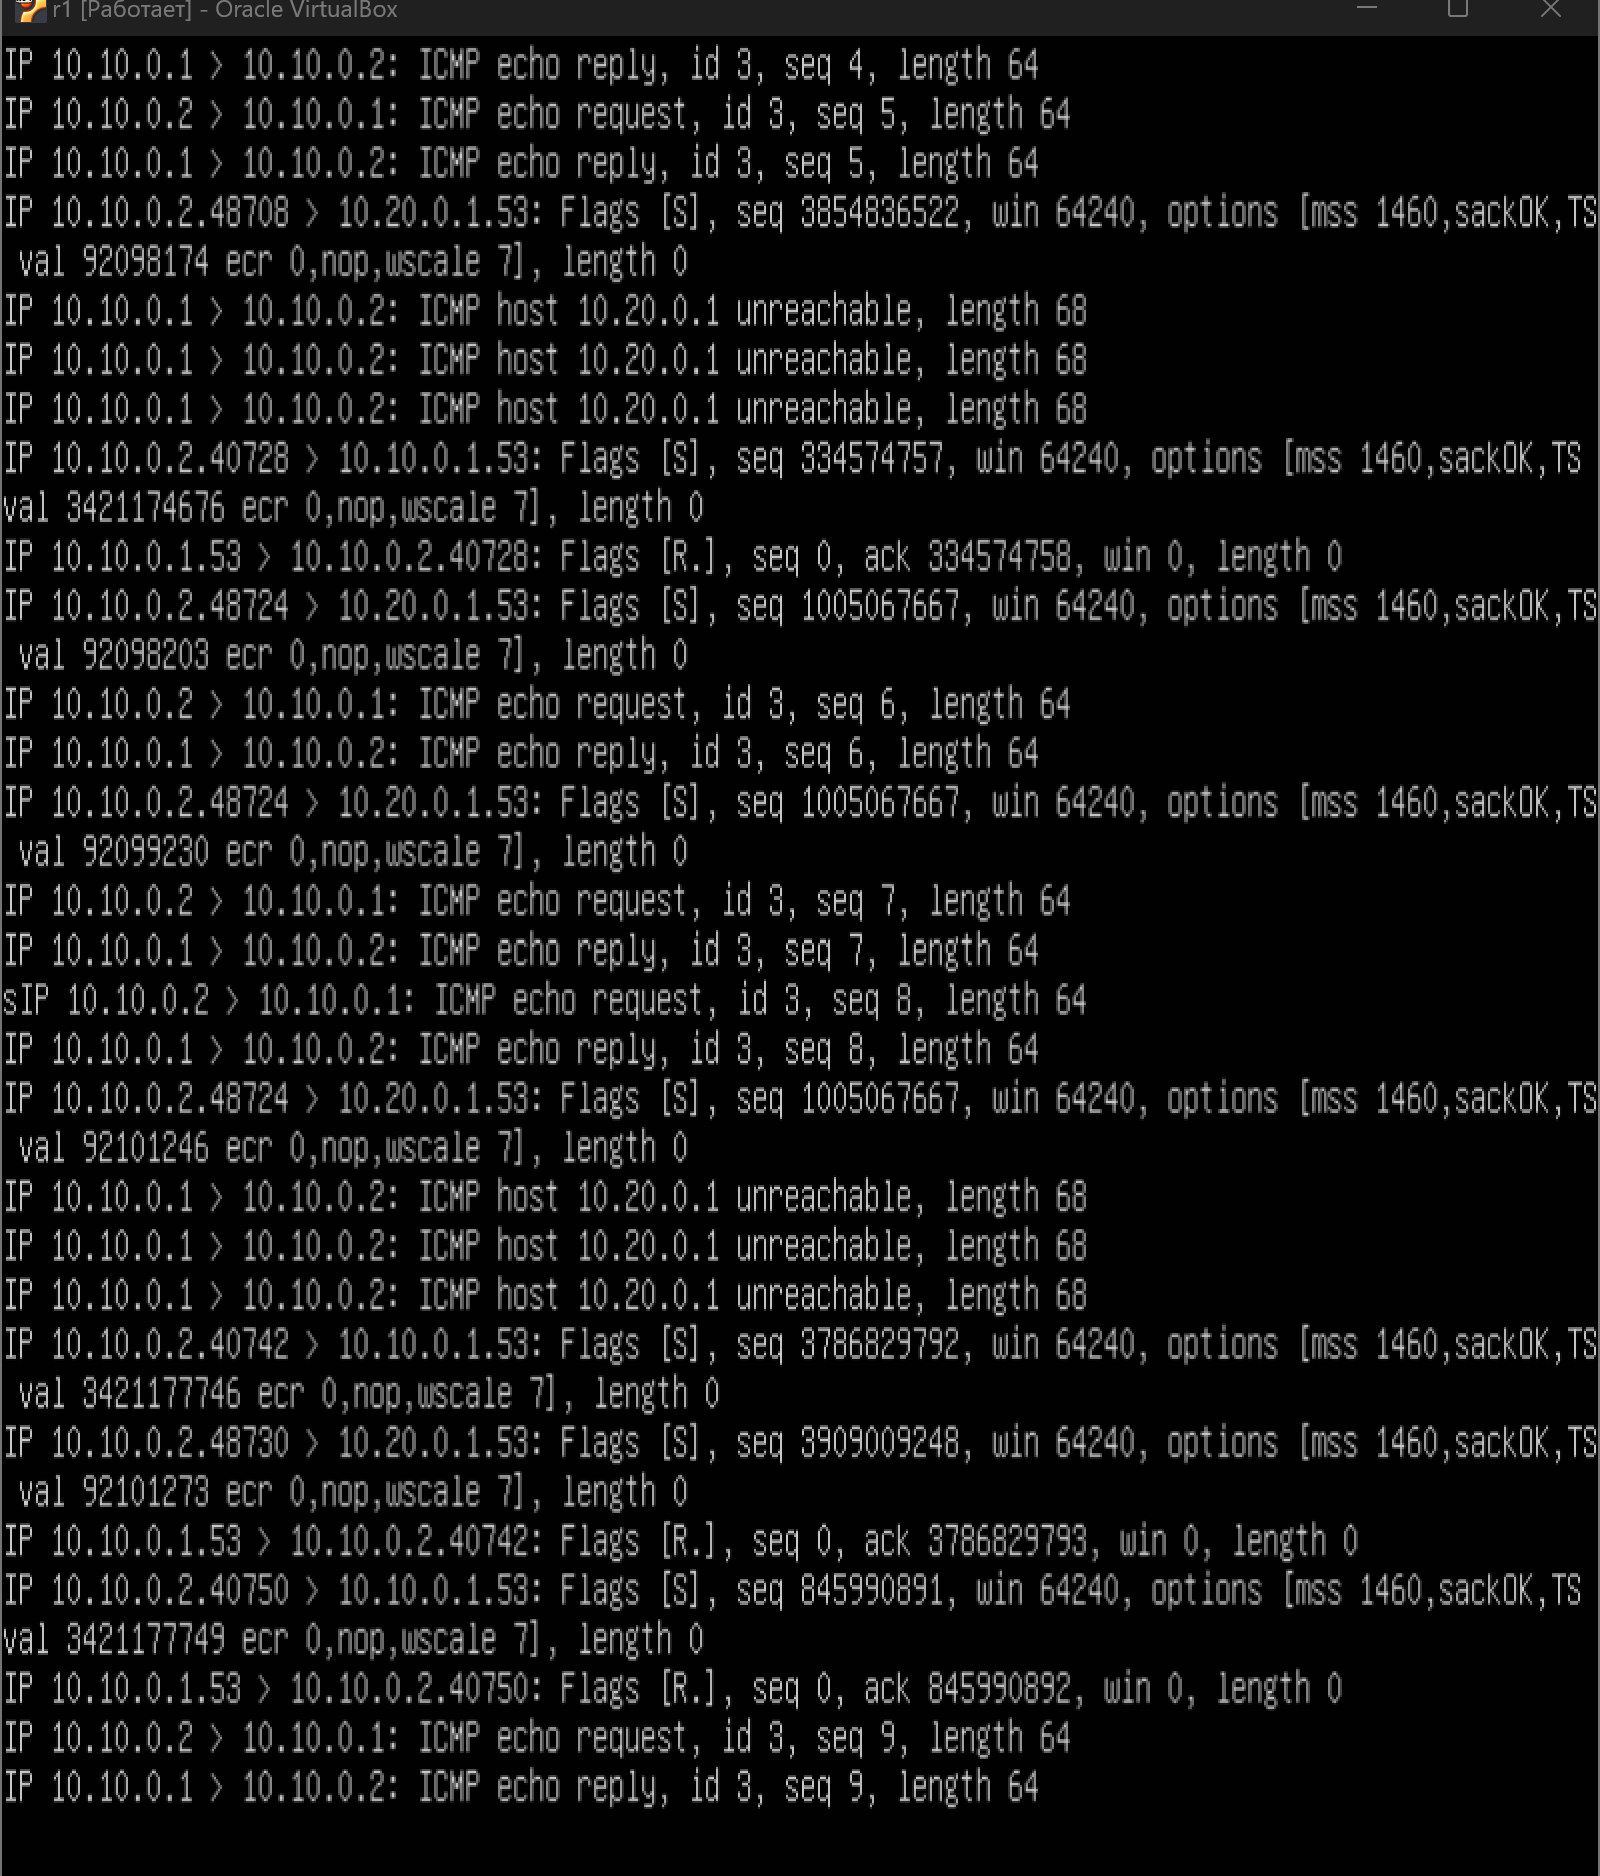 r1 [Работает] - Oracle VirtualBox
IP 10.10.0.1 > 10.10.0.2: ICMP echo reply, id 3, seq 4, length 64
IP 10.10.0.2 > 10.10.0.1: ICMP echo request, id 3, seq 5, length 64
IP 10.10.0.1 > 10.10.0.2: ICMP echo reply, id 3, seq 5, length 64
IP 10.10.0.2.48708 > 10.20.0.1.53: Flags [S], seq 3854836522, win 64240, options [mss 1460,sackOK,TS
 val 92098174 ecr 0,nop,wscale 7], length 0
IP 10.10.0.1 > 10.10.0.2: ICMP host 10.20.0.1 unreachable, length 68
IP 10.10.0.1 > 10.10.0.2: ICMP host 10.20.0.1 unreachable, length 68
IP 10.10.0.1 > 10.10.0.2: ICMP host 10.20.0.1 unreachable, length 68
IP 10.10.0.2.40728 > 10.10.0.1.53: Flags [S], seq 334574757, win 64240, options [mss 1460,sackOK,TS
val 3421174676 ecr 0,nop,wscale 7], length 0
IP 10.10.0.1.53 > 10.10.0.2.40728: Flags [R.], seq 0, ack 334574758, win 0, length 0
IP 10.10.0.2.48724 > 10.20.0.1.53: Flags [S], seq 1005067667, win 64240, options [mss 1460,sackOK,TS
 val 92098203 ecr 0,nop,wscale 7], length 0
IP 10.10.0.2 > 10.10.0.1: ICMP echo request, id 3, seq 6, length 64
IP 10.10.0.1 > 10.10.0.2: ICMP echo reply, id 3, seq 6, length 64
IP 10.10.0.2.48724 > 10.20.0.1.53: Flags [S], seq 1005067667, win 64240, options [mss 1460,sackOK,TS
 val 92099230 ecr 0,nop,wscale 7], length 0
IP 10.10.0.2 > 10.10.0.1: ICMP echo request, id 3, seq 7, length 64
IP 10.10.0.1 > 10.10.0.2: ICMP echo reply, id 3, seq 7, length 64
sIP 10.10.0.2 > 10.10.0.1: ICMP echo request, id 3, seq 8, length 64
IP 10.10.0.1 > 10.10.0.2: ICMP echo reply, id 3, seq 8, length 64
IP 10.10.0.2.48724 > 10.20.0.1.53: Flags [S], seq 1005067667, win 64240, options [mss 1460,sackOK,TS
 val 92101246 ecr 0,nop,wscale 7], length 0
IP 10.10.0.1 > 10.10.0.2: ICMP host 10.20.0.1 unreachable, length 68
IP 10.10.0.1 > 10.10.0.2: ICMP host 10.20.0.1 unreachable, length 68
IP 10.10.0.1 > 10.10.0.2: ICMP host 10.20.0.1 unreachable, length 68
IP 10.10.0.2.40742 > 10.10.0.1.53: Flags [S], seq 3786829792, win 64240, options [mss 1460,sackOK,TS
 val 3421177746 ecr 0,nop,wscale 7], length 0
IP 10.10.0.2.48730 > 10.20.0.1.53: Flags [S], seq 3909009248, win 64240, options [mss 1460,sackOK,TS
 val 92101273 ecr 0,nop,wscale 7], length 0
IP 10.10.0.1.53 > 10.10.0.2.40742: Flags [R.], seq 0, ack 3786829793, win 0, length 0
IP 10.10.0.2.40750 > 10.10.0.1.53: Flags [S], seq 845990891, win 64240, options [mss 1460,sackOK,TS
val 3421177749 ecr 0,nop,wscale 7], length 0
IP 10.10.0.1.53 > 10.10.0.2.40750: Flags [R.], seq 0, ack 845990892, win 0, length 0
IP 10.10.0.2 > 10.10.0.1: ICMP echo request, id 3, seq 9, length 64
IP 10.10.0.1 > 10.10.0.2: ICMP echo reply, id 3, seq 9, length 64